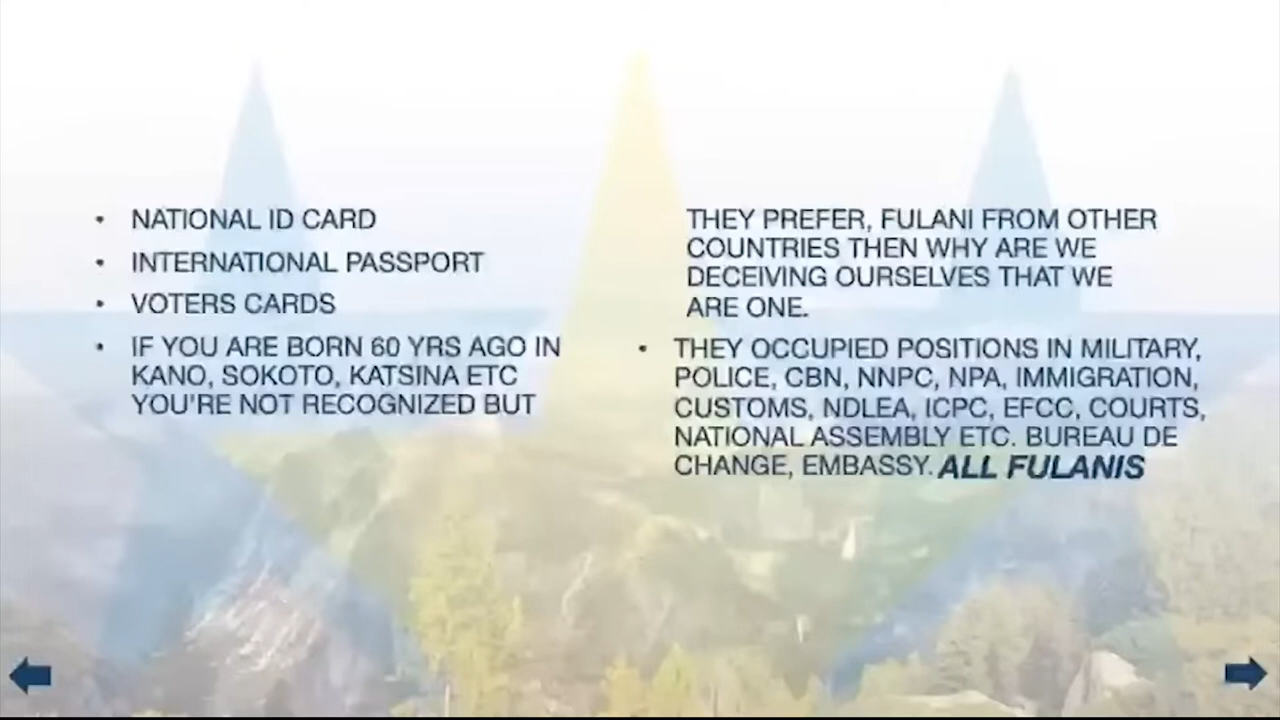 • NATIONAL ID CARD
• INTERNATIONAL PASSPORT
• VOTERS CARDS
• IF YOU ARE BORN 60 YRS AGO IN
KANO, SOKOTO, KATSINA ETC
YOU'RE NOT RECOGNIZED BUT
THEY PREFER, FULANI FROM OTHER
COUNTRIES THEN WHY ARE WE
DECEIVING OURSELVES THAT WE
ARE ONE.
• THEY OCCUPIED POSITIONS IN MILITARY,
POLICE, CBN, NNPC, NPA, IMMIGRATION,
CUSTOMS, NDLEA, ICPC, EFCC, COURTS,
NATIONAL ASSEMBLY ETC. BUREAU DE
CHANGE, EMBASSY. ALL FULANIS